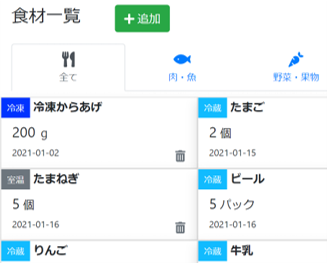 食材一覧
追加
全て
肉・魚
野菜・果物
冷凍 冷凍からあげ
200 g
2021-01-02
冷蔵 たまご
2 個
2021-01-15
室温 たまねぎ
5 個
2021-01-16
冷蔵 ビール
5 パック
2021-01-16
冷蔵 りんご
冷蔵 牛乳